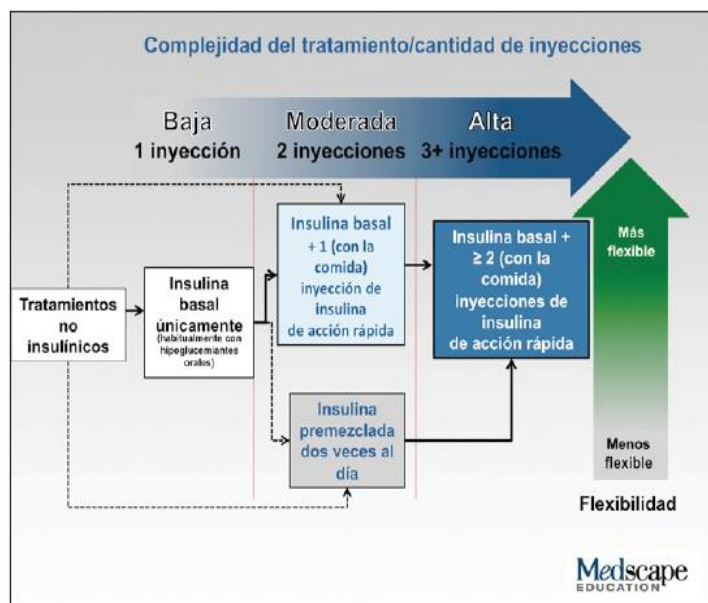 Complejidad del tratamiento/cantidad de inyecciones
Baja
1 inyección
Moderada
2 inyecciones
Alta
3+ inyecciones
Tratamientos
no
insulínicos
Insulina
basal
únicamente
(habitualmente con
hipoglucemiantes
orales)
Insulina basal
+ 1 (con la
comida)
inyección de
insulina
de acción rápida
Insulina
premezclada
dos veces al
día
Insulina basal +
≥ 2 (con la
comida)
inyecciones de
insulina
de acción rápida
Más
flexible
Menos
flexible
Flexibilidad
Medscape
EDUCATION